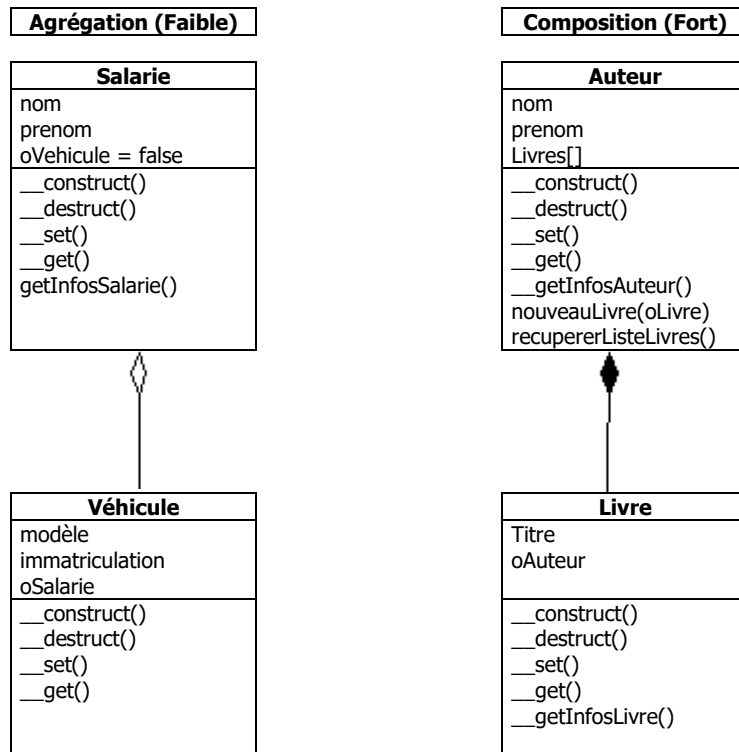 Agrégation (Faible)
Salarie
nom
prenom
oVehicule = false
__construct()
__destruct()
__set()
__get()
getInfosSalarie()
Véhicule
modèle
immatriculation
oSalarie
__construct()
__destruct()
__set()
__get()
Composition (Fort)
Auteur
nom
prenom
Livres[]
__construct()
__destruct()
__set()
__get()
__getInfosAuteur()
nouveauLivre(oLivre)
recupererListeLivres()
Livre
Titre
oAuteur
__construct()
__destruct()
__set()
__get()
__getInfosLivre()